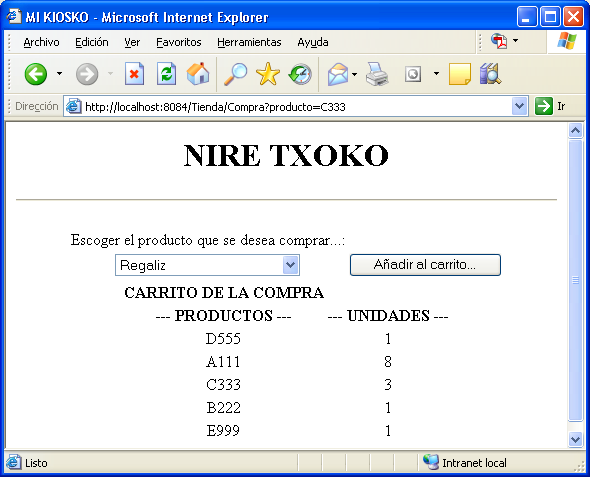 MI KIOSKO - Microsoft Internet Explorer
Archivo Edición Ver Favoritos Herramientas Ayuda
Dirección http://localhost:8084/Tienda/Compra?producto=C333 Ir
NIRE TXOKO
Escoger el producto que se desea comprar...:
Regaliz Añadir al carrito...
CARRITO DE LA COMPRA
--- PRODUCTOS --- --- UNIDADES ---
D555 1
A111 8
C333 3
B222 1
E999 1
Listo Intranet local